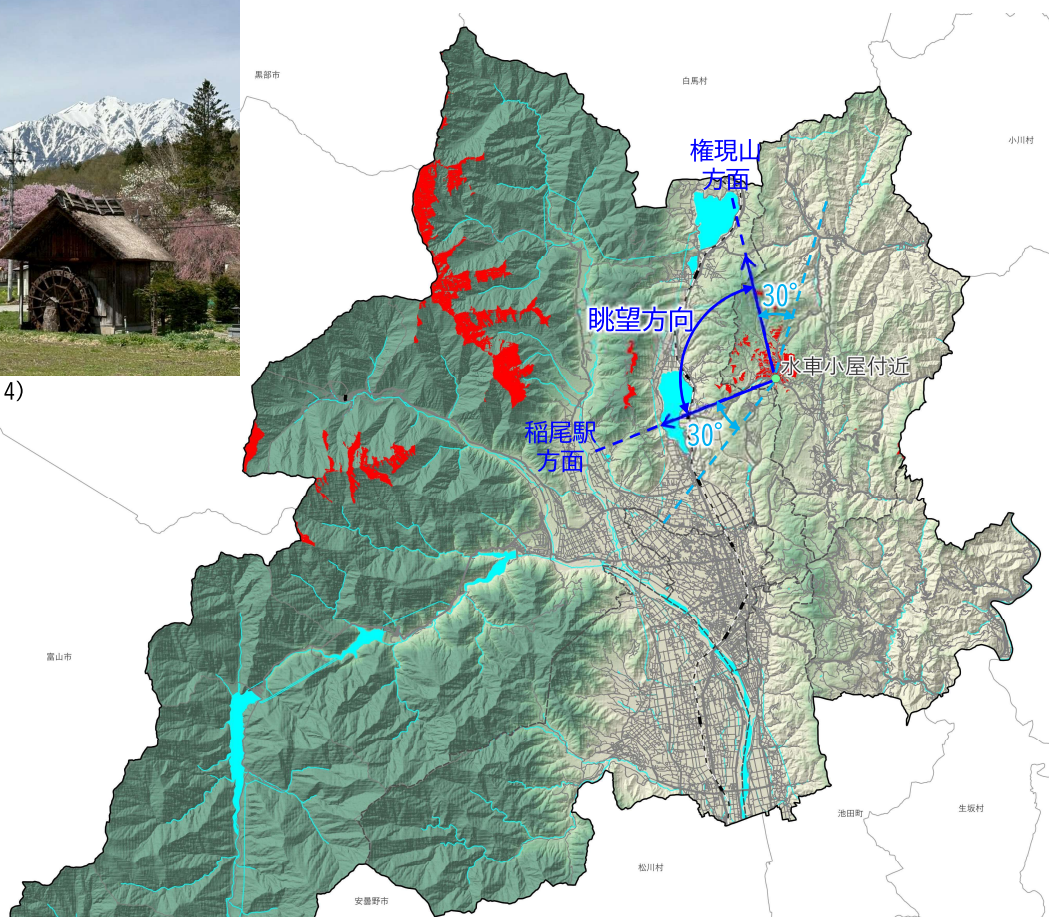 黒部市
白馬村
小川村
権現山
方面
30°
眺望方向
水車小屋付近
4)
稲尾駅
方面
30°
富山市
池田町
生坂村
松川村
安曇野市